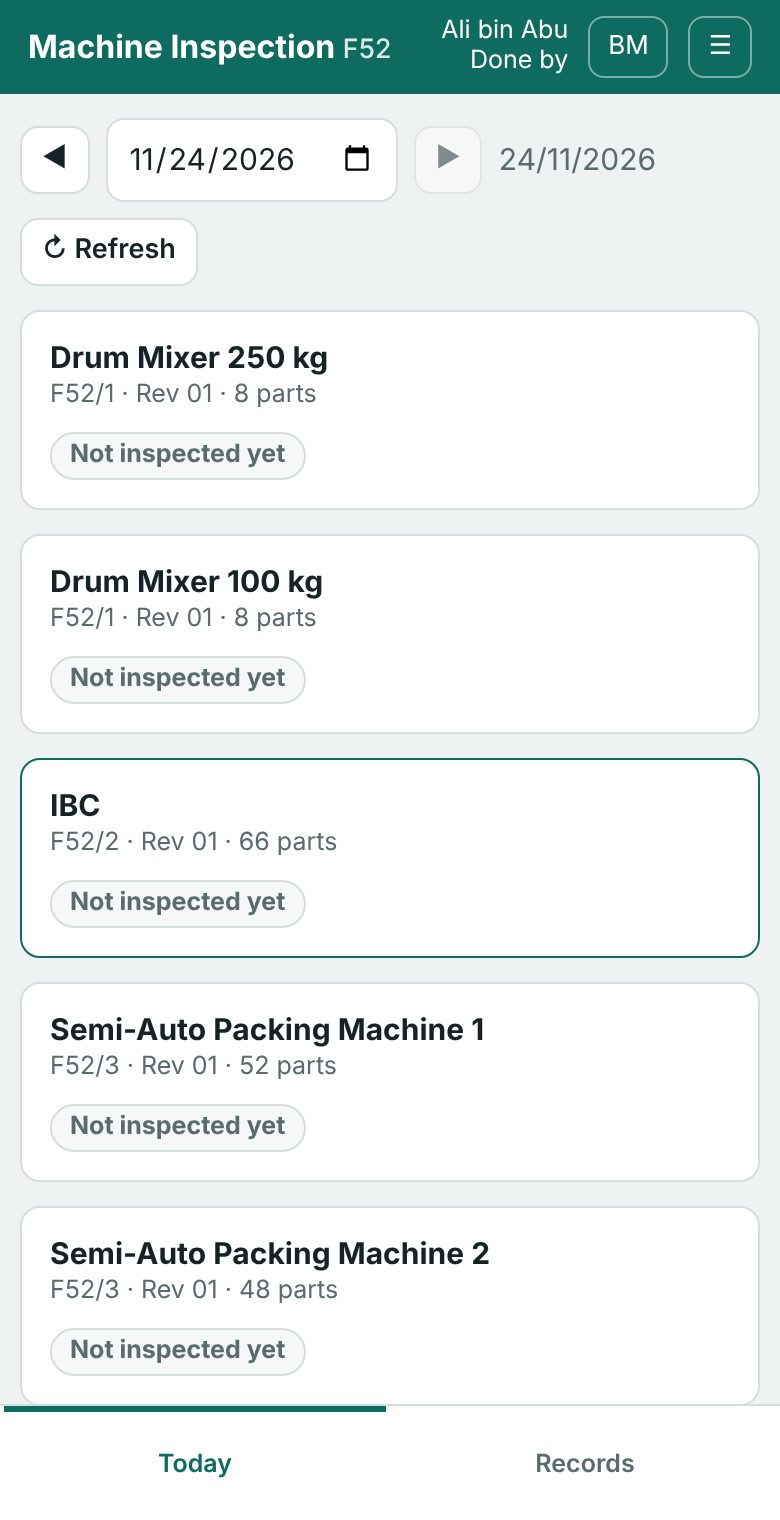 Machine Inspection F52
Ali bin Abu
Done by
BM
☰
◀ 11/24/2026 ▶ 24/11/2026
↻ Refresh
Drum Mixer 250 kg
F52/1 · Rev 01 · 8 parts
Not inspected yet
Drum Mixer 100 kg
F52/1 · Rev 01 · 8 parts
Not inspected yet
IBC
F52/2 · Rev 01 · 66 parts
Not inspected yet
Semi-Auto Packing Machine 1
F52/3 · Rev 01 · 52 parts
Not inspected yet
Semi-Auto Packing Machine 2
F52/3 · Rev 01 · 48 parts
Not inspected yet
Today
Records